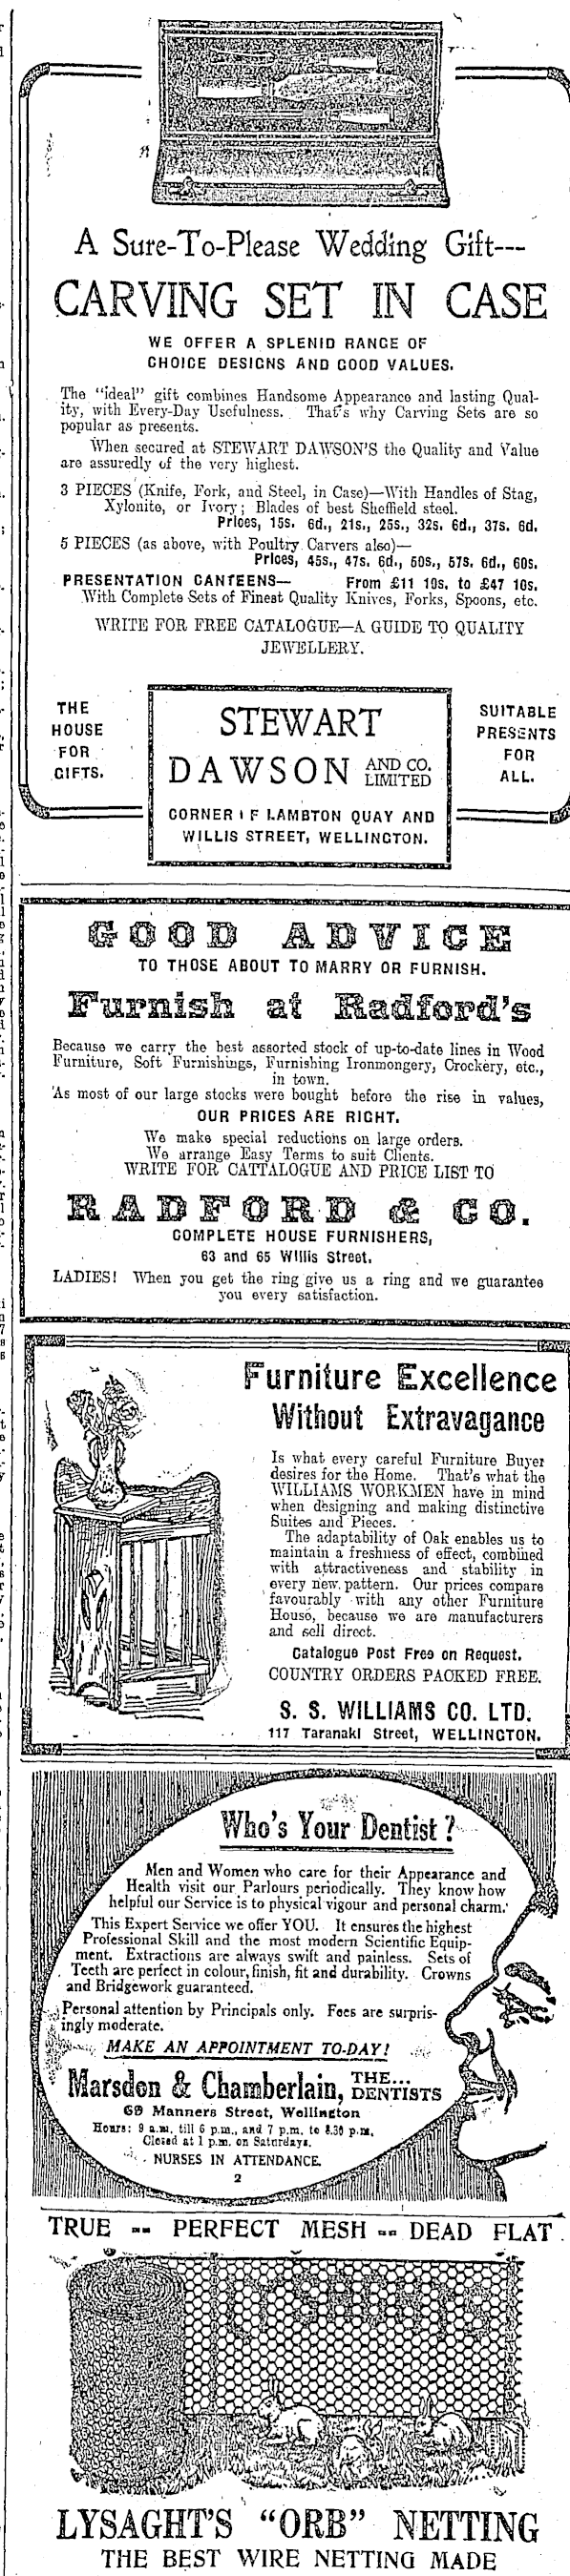 A Sure-To-Please Wedding Gift---
CARVING SET IN CASE
WE OFFER A SPLENID RANGE OF
CHOICE DESIGNS AND GOOD VALUES.
The "ideal" gift combines Handsome Appearance and lasting Qual-
ity, with Every-Day Usefulness. That's why Carving Sets are so
popular as presents.
When secured at STEWART DAWSON'S the Quality and Value
are assuredly of the very highest.
3 PIECES (Knife, Fork, and Steel, in Case)—With Handles of Stag,
Xylonite, or Ivory; Blades of best Sheffield steel.
Prices, 15s. 6d., 21s., 25s., 32s. 6d., 37s. 6d.
5 PIECES (as above, with Poultry Carvers also)—
Prices, 45s., 47s. 6d., 50s., 57s. 6d., 60s.
PRESENTATION CANTEENS— From £11 10s. to £47 10s.
With Complete Sets of Finest Quality Knives, Forks, Spoons, etc.
WRITE FOR FREE CATALOGUE—A GUIDE TO QUALITY
JEWELLERY.
THE
HOUSE
FOR
GIFTS.
STEWART
DAWSON AND CO.
LIMITED
CORNER F LAMBTON QUAY AND
WILLIS STREET, WELLINGTON.
SUITABLE
PRESENTS
FOR
ALL.
GOOD ADVICE
TO THOSE ABOUT TO MARRY OR FURNISH.
Furnish at Radford's
Because we carry the best assorted stock of up-to-date lines in Wood
Furniture, Soft Furnishings, Furnishing Ironmongery, Crockery, etc.,
in town.
As most of our large stocks were bought before the rise in values,
OUR PRICES ARE RIGHT.
We make special reductions on large orders.
We arrange Easy Terms to suit Clients.
WRITE FOR CATTALOGUE AND PRICE LIST TO
RADFORD & CO.
COMPLETE HOUSE FURNISHERS,
63 and 65 Willis Street.
LADIES! When you get the ring give us a ring and we guarantee
you every satisfaction.
Furniture Excellence
Without Extravagance
Is what every careful Furniture Buyer
desires for the Home. That's what the
WILLIAMS WORKMEN have in mind
when designing and making distinctive
Suites and Pieces.
The adaptability of Oak enables us to
maintain a freshness of effect, combined
with attractiveness and stability in
every new pattern. Our prices compare
favourably with any other Furniture
House, because we are manufacturers
and sell direct.
Catalogue Post Free on Request.
COUNTRY ORDERS PACKED FREE.
S. S. WILLIAMS CO. LTD.
117 Taranaki Street, WELLINGTON.
Who's Your Dentist?
Men and Women who care for their Appearance and
Health visit our Parlours periodically. They know how
helpful our Service is to physical vigour and personal charm.
This Expert Service we offer YOU. It ensures the highest
Professional Skill and the most modern Scientific Equip-
ment. Extractions are always swift and painless. Sets of
Teeth are perfect in colour, finish, fit and durability. Crowns
and Bridgework guaranteed.
Personal attention by Principals only. Fees are surpris-
ingly moderate.
MAKE AN APPOINTMENT TO-DAY!
Marsden & Chamberlain, THE...
DENTISTS
69 Manners Street, Wellington
Hours: 9 a.m. till 6 p.m., and 7 p.m. to 8.30 p.m.
Closed at 1 p.m. on Saturdays.
NURSES IN ATTENDANCE.
2
TRUE -- PERFECT MESH -- DEAD FLAT
LYSAGHTS
LYSAGHT'S "ORB" NETTING
THE BEST WIRE NETTING MADE